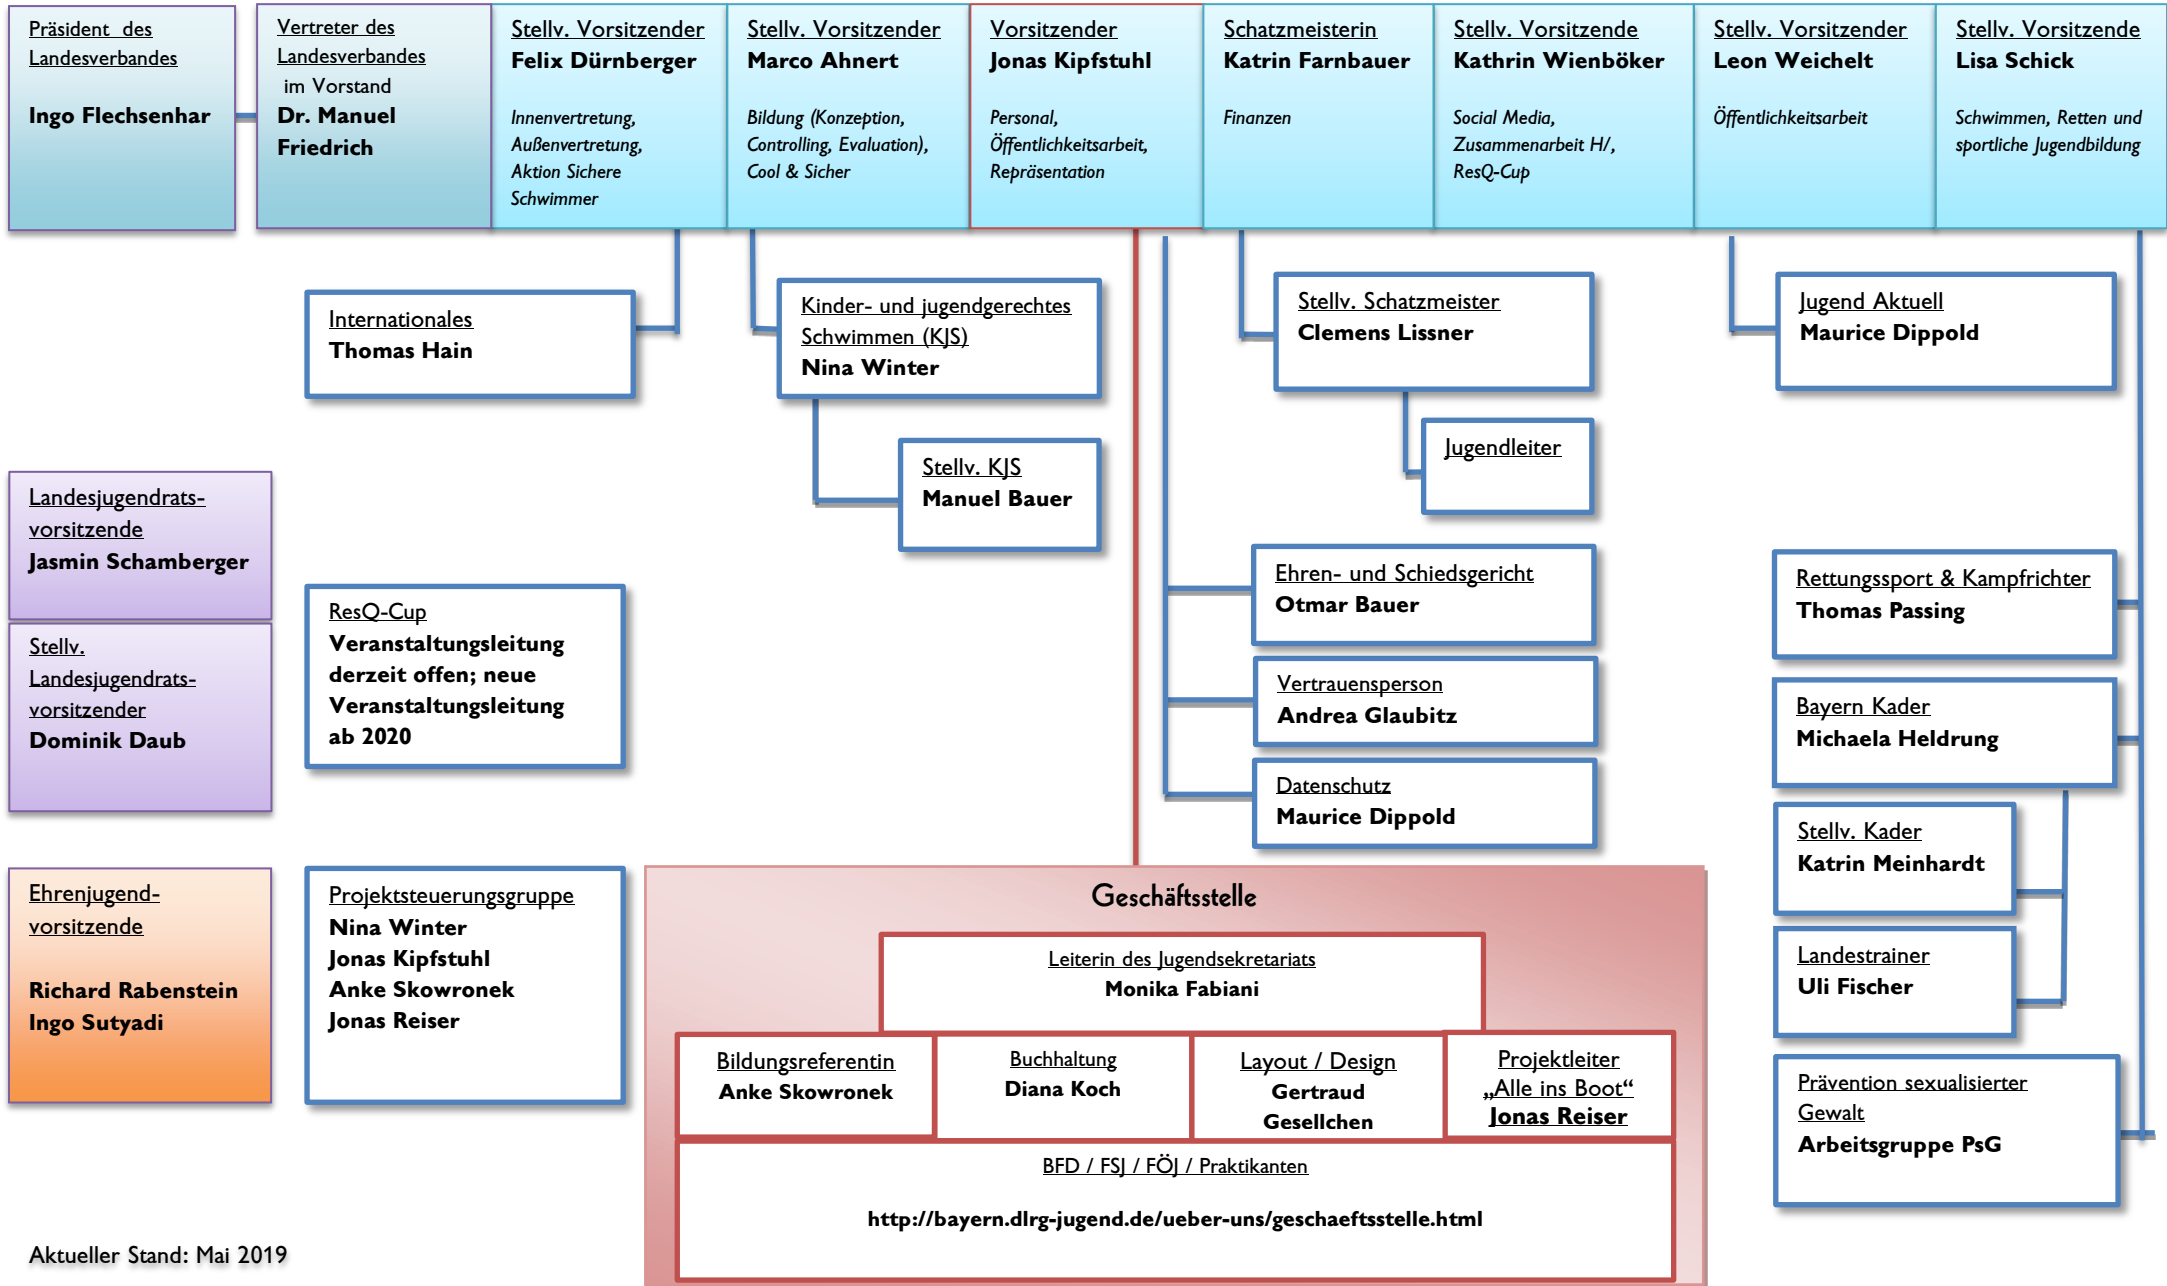 Präsident des
Landesverbandes
Ingo Flechsenhar
Vertreter des
Landesverbandes
im Vorstand
Dr. Manuel
Friedrich
Stellv. Vorsitzender
Felix Dürnberger
Innenvertretung,
Außenvertretung,
Aktion Sichere
Schwimmer
Stellv. Vorsitzender
Marco Ahnert
Bildung (Konzeption,
Controlling, Evaluation),
Cool & Sicher
Vorsitzender
Jonas Kipfstuhl
Personal,
Öffentlichkeitsarbeit,
Repräsentation
Schatzmeisterin
Katrin Farnbauer
Finanzen
Stellv. Vorsitzende
Kathrin Wienböker
Social Media,
Zusammenarbeit H/,
ResQ-Cup
Stellv. Vorsitzender
Leon Weichelt
Öffentlichkeitsarbeit
Stellv. Vorsitzende
Lisa Schick
Schwimmen, Retten und
sportliche Jugendbildung
Internationales
Thomas Hain
Kinder- und jugendgerechtes
Schwimmen (KJS)
Nina Winter
Stellv. Schatzmeister
Clemens Lissner
Jugend Aktuell
Maurice Dippold
Stellv. KJS
Manuel Bauer
Jugendleiter
Landesjugendrats-
vorsitzende
Jasmin Schamberger
Stellv.
Landesjugendrats-
vorsitzender
Dominik Daub
ResQ-Cup
Veranstaltungsleitung
derzeit offen; neue
Veranstaltungsleitung
ab 2020
Ehren- und Schiedsgericht
Otmar Bauer
Vertrauensperson
Andrea Glaubitz
Datenschutz
Maurice Dippold
Rettungssport & Kampfrichter
Thomas Passing
Bayern Kader
Michaela Heldrung
Stellv. Kader
Katrin Meinhardt
Landestrainer
Uli Fischer
Prävention sexualisierter
Gewalt
Arbeitsgruppe PsG
Ehrenjugend-
vorsitzende
Richard Rabenstein
Ingo Sutyadi
Projektsteuerungsgruppe
Nina Winter
Jonas Kipfstuhl
Anke Skowronek
Jonas Reiser
Geschäftsstelle
Leiterin des Jugendsekretariats
Monika Fabiani
Bildungsreferentin
Anke Skowronek
Buchhaltung
Diana Koch
Layout / Design
Gertraud
Gesellchen
Projektleiter
„Alle ins Boot“
Jonas Reiser
BFD / FSJ / FÖJ / Praktikanten
http://bayern.dlrg-jugend.de/ueber-uns/geschaeftsstelle.html
Aktueller Stand: Mai 2019